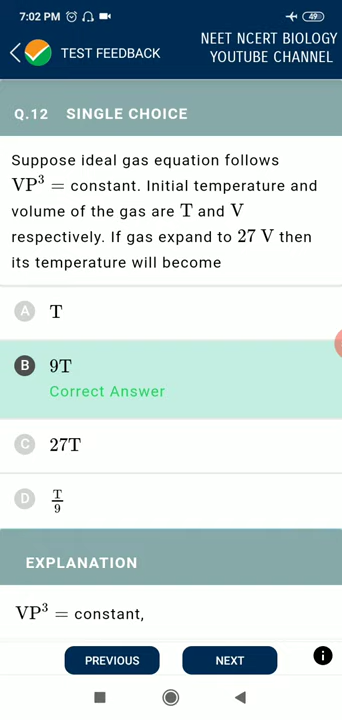 7:02 PM
49
TEST FEEDBACK
NEET NCERT BIOLOGY
YOUTUBE CHANNEL
Q.12 SINGLE CHOICE
Suppose ideal gas equation follows
VP³ = constant. Initial temperature and
volume of the gas are T and V
respectively. If gas expand to 27 V then
its temperature will become
A T
B 9T
Correct Answer
C 27T
D T/9
EXPLANATION
VP³ = constant,
PREVIOUS NEXT
i